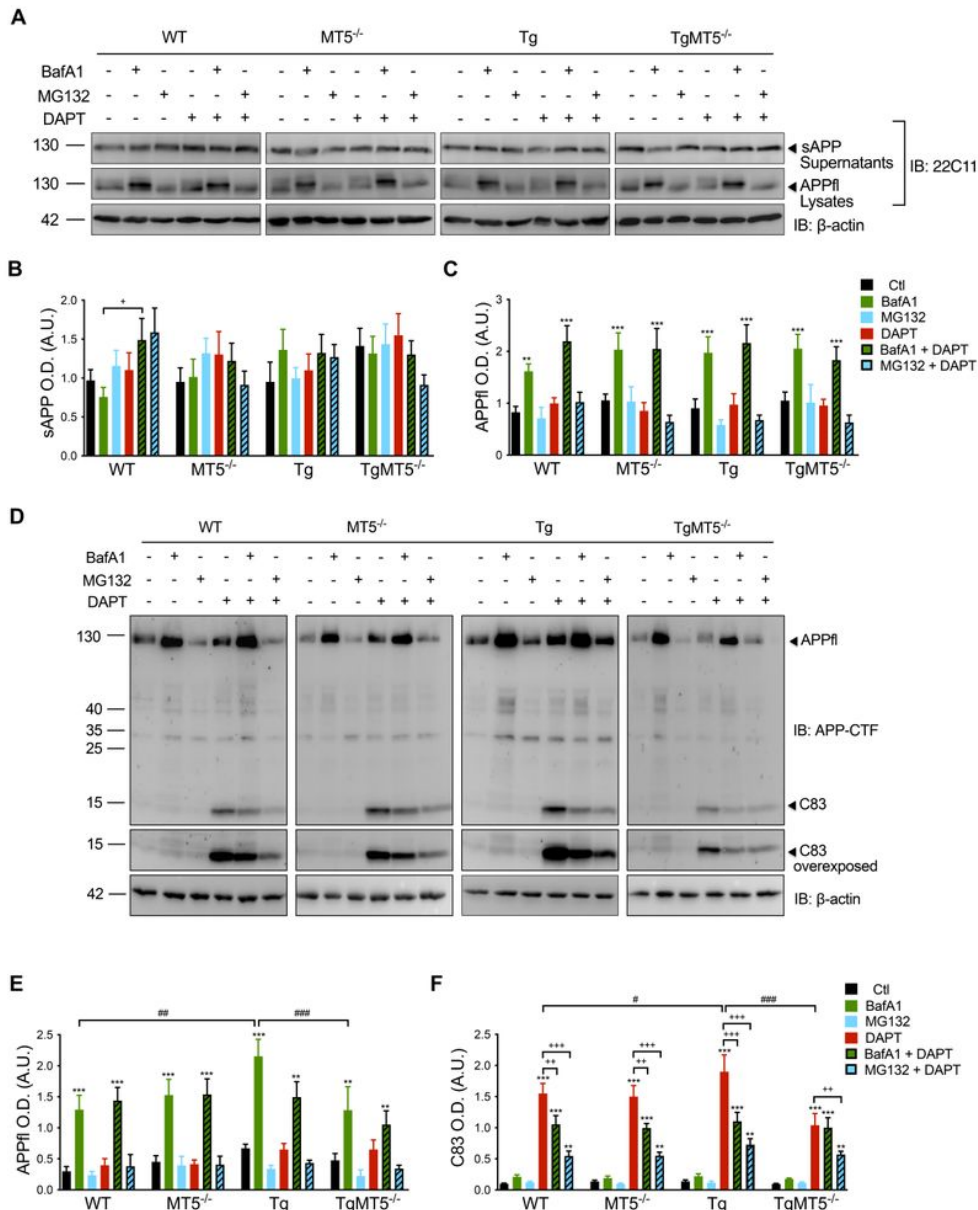 A
WT MT5-/- Tg TgMT5-/-
BafA1 - + - - + - - + - - + - - + - - + - - + - - + -
MG132 - - + - - + - - + - - + - - + - - + - - + - - +
DAPT - - - + + + - - - + + + - - - + + + - - - + + +
130 sAPP
Supernatants
130 APPfl
Lysates
IB: 22C11
42 IB: β-actin
B
2.0
1.5
1.0
0.5
0.0
sAPP O.D. (A.U.)
+
WT MT5-/- Tg TgMT5-/-
C
3
2
1
0
APPfl O.D. (A.U.)
** *** *** *** *** *** *** ***
WT MT5-/- Tg TgMT5-/-
Ctl
BafA1
MG132
DAPT
BafA1 + DAPT
MG132 + DAPT
D
WT MT5-/- Tg TgMT5-/-
BafA1 - + - - + - - + - - + - - + - - + - - + - - + -
MG132 - - + - - + - - + - - + - - + - - + - - + - - +
DAPT - - - + + + - - - + + + - - - + + + - - - + + +
130 APPfl
40
35
25
IB: APP-CTF
15 C83
15 C83
overexposed
42 IB: β-actin
E
2.5
2.0
1.5
1.0
0.5
0.0
APPfl O.D. (A.U.)
## ###
*** *** *** *** *** ** ** **
WT MT5-/- Tg TgMT5-/-
F
2.5
2.0
1.5
1.0
0.5
0.0
C83 O.D. (A.U.)
# ###
+++ ++ +++ ++ +++ +++ ++
*** *** ** *** *** ** *** *** ** *** *** **
WT MT5-/- Tg TgMT5-/-
Ctl
BafA1
MG132
DAPT
BafA1 + DAPT
MG132 + DAPT